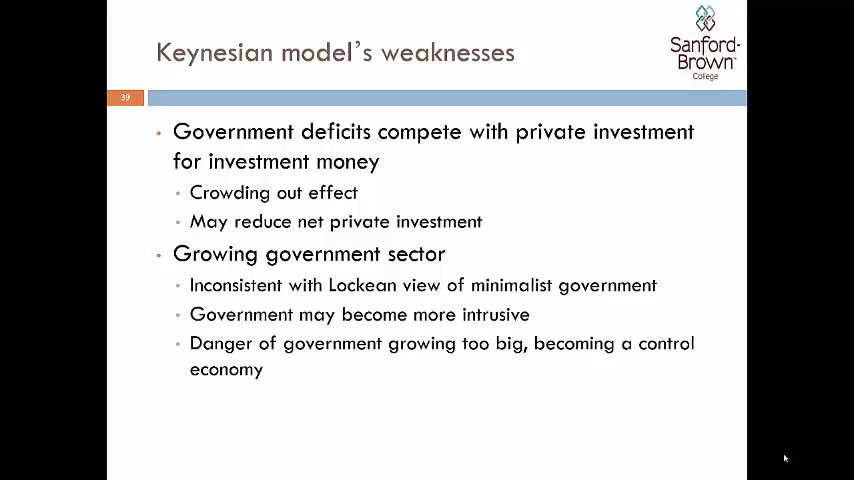 Keynesian model's weaknesses
Sanford-
Brown™
College
39
• Government deficits compete with private investment
for investment money
• Crowding out effect
• May reduce net private investment
• Growing government sector
• Inconsistent with Lockean view of minimalist government
• Government may become more intrusive
• Danger of government growing too big, becoming a control
economy